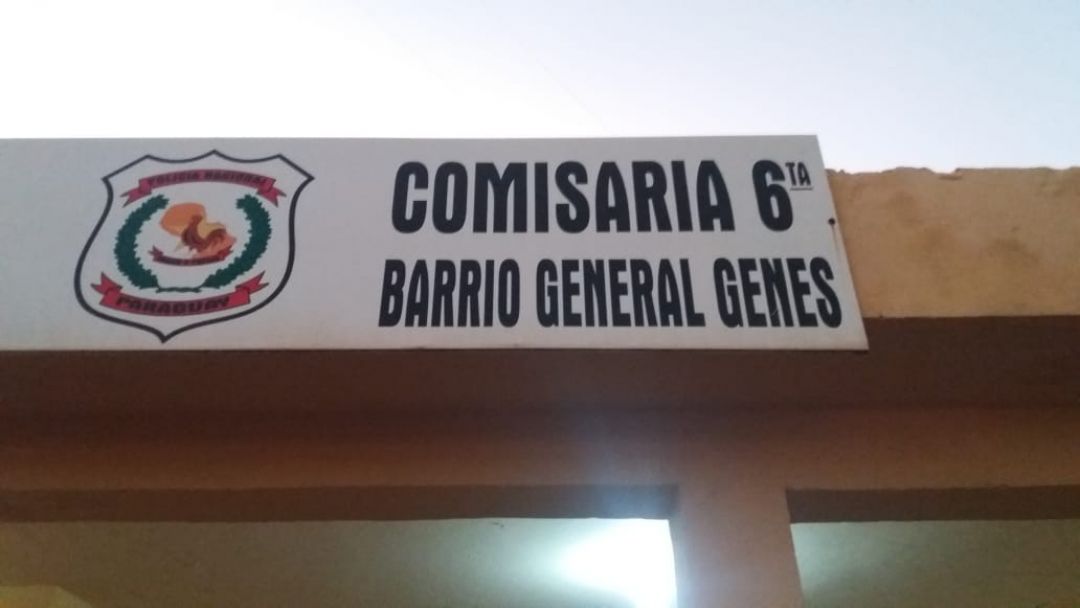 POLICIA NACIONAL
PARAGUAY
COMISARIA 6TA
BARRIO GENERAL GENES